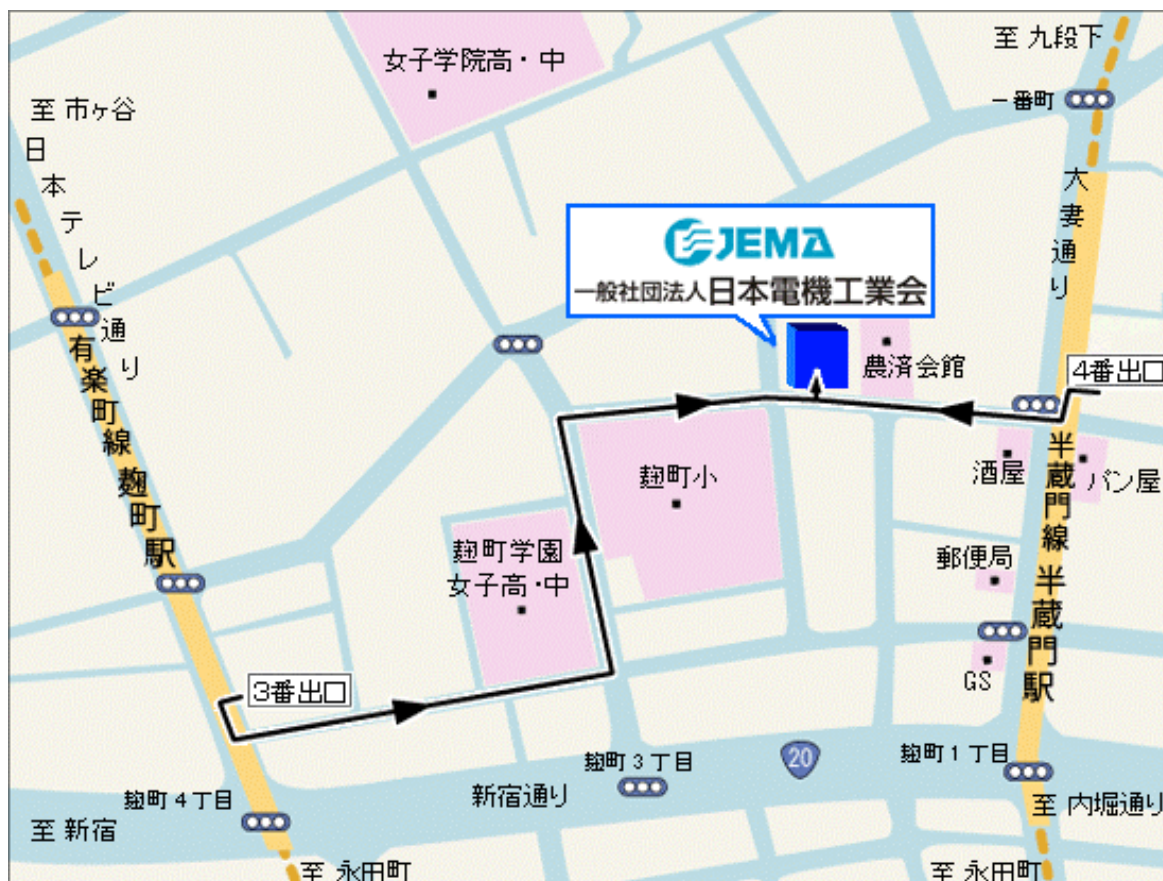 至 九段下
女子学院高・中
一番町
至 市ヶ谷
日本テレビ通り
大妻通り
JEMA
一般社団法人日本電機工業会
有楽町線 麹町駅
農済会館
4番出口
半蔵門線 半蔵門駅
麹町小
酒屋
パン屋
麹町学園
女子高・中
郵便局
GS
3番出口
20
麹町1丁目
麹町3丁目
新宿通り
麹町4丁目
至 内堀通り
至 新宿
至 永田町
至 永田町